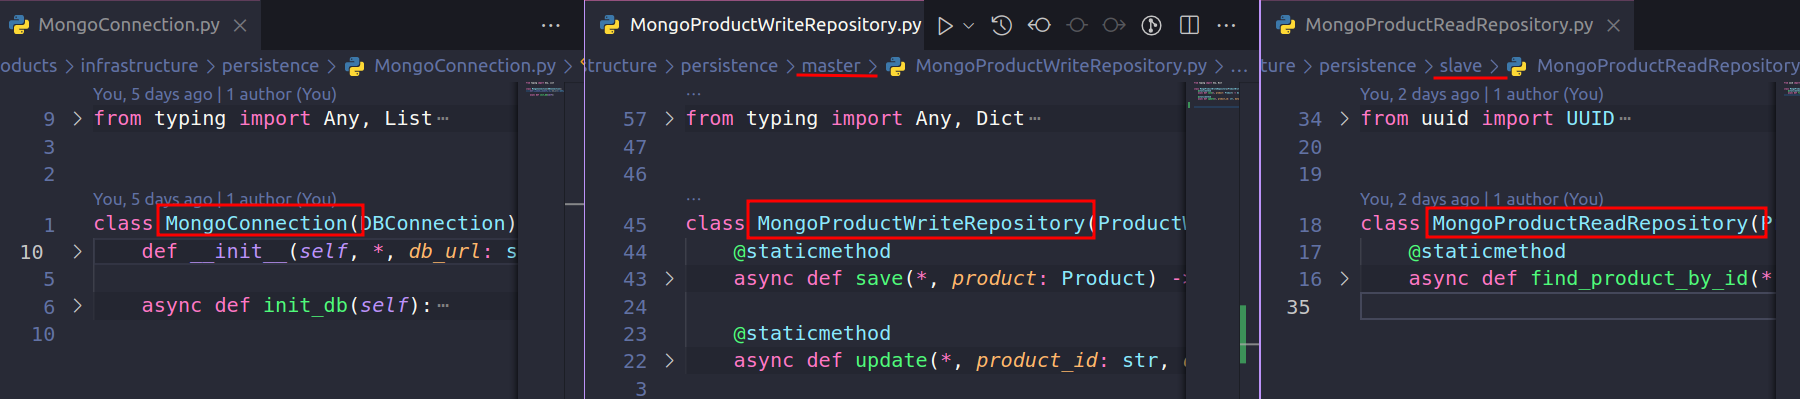 MongoConnection.py
oducts > infrastructure > persistence > MongoConnection.py >
You, 5 days ago | 1 author (You)
9 from typing import Any, List
3
2
You, 5 days ago | 1 author (You)
1 class MongoConnection(DBConnection)
10 def __init__(self, *, db_url: s
5
6 async def init_db(self):
10
MongoProductWriteRepository.py
structure > persistence > master > MongoProductWriteRepository.py > ...
...
57 from typing import Any, Dict
47
46
...
45 class MongoProductWriteRepository(ProductW
44 @staticmethod
43 async def save(*, product: Product) -
24
23 @staticmethod
22 async def update(*, product_id: str,
3
MongoProductReadRepository.py
ture > persistence > slave > MongoProductReadRepository
You, 2 days ago | 1 author (You)
34 from uuid import UUID
20
19
You, 2 days ago | 1 author (You)
18 class MongoProductReadRepository(P
17 @staticmethod
16 async def find_product_by_id(*
35